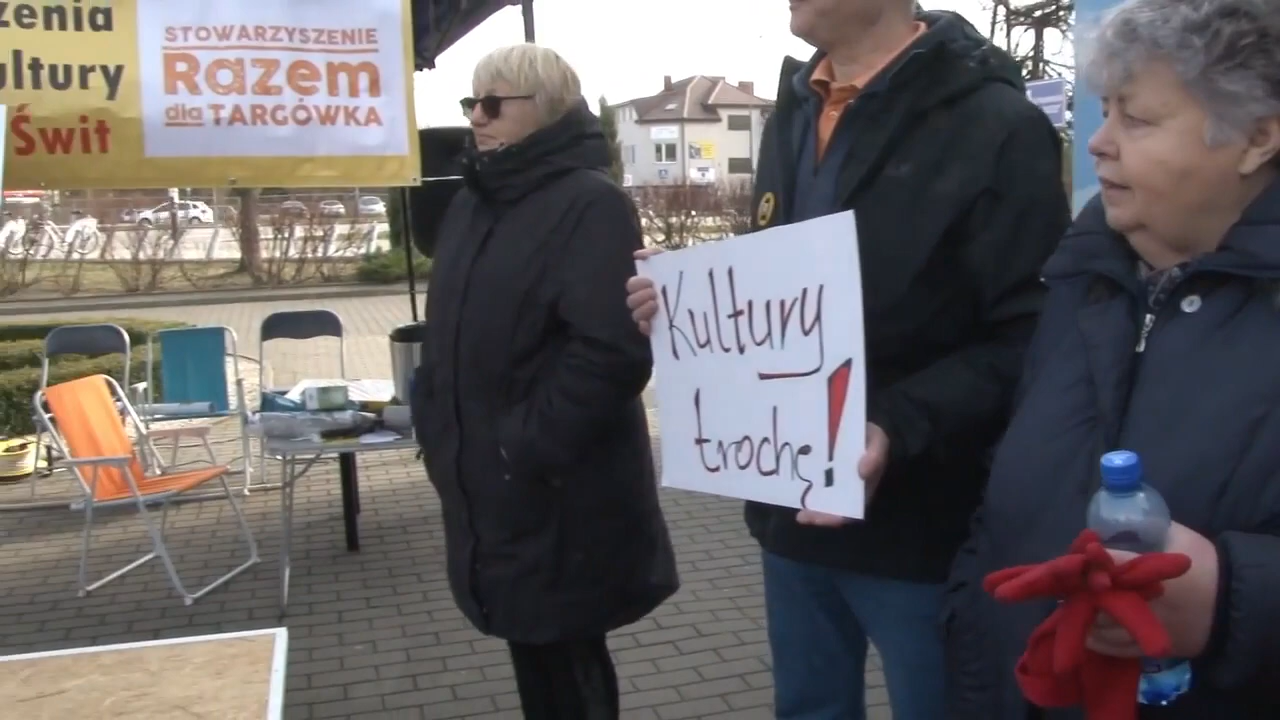 zenia
ultury
Świt
STOWARZYSZENIE
Razem
dla TARGÓWKA
Kultury
trochę!